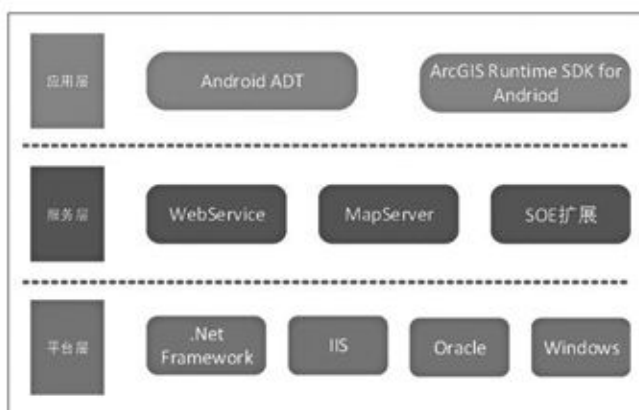 应用层
Android ADT
ArcGIS Runtime SDK for
Andriod
服务层
WebService
MapServer
SOE扩展
平台层
.Net
Framework
IIS
Oracle
Windows